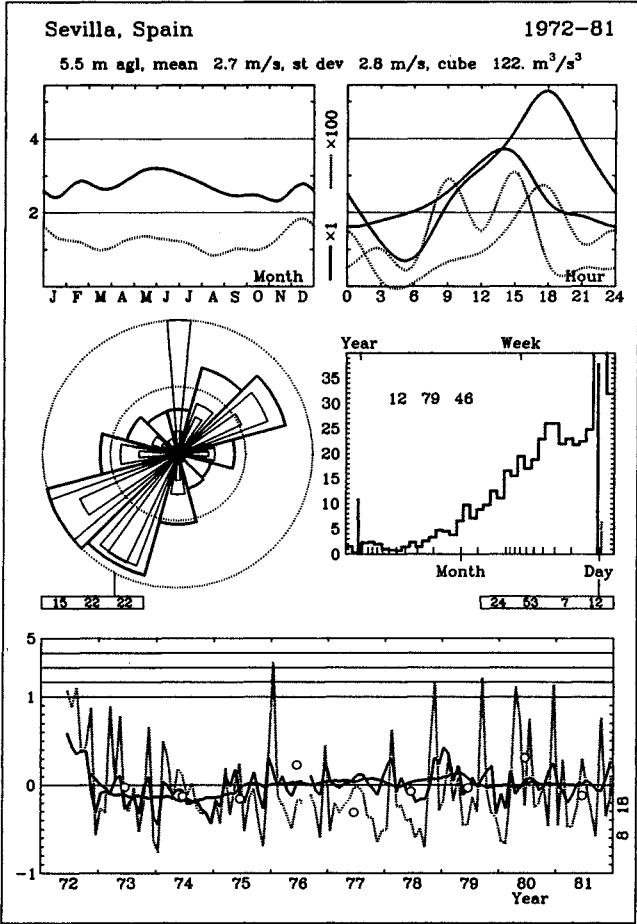 Sevilla, Spain 1972-81
5.5 m agl, mean 2.7 m/s, st dev 2.8 m/s, cube 122. m³/s³
4
2
J F M A M J J A S O N D
Month
×1 ×100
0 3 6 9 12 15 18 21 24
Hour
Year Week
40
35
30
25
20
15
10
5
0
12 79 46
Month Day
15 22 22
24 53 7 12
5
1
0
-1
72 73 74 75 76 77 78 79 80 81
Year
8 18